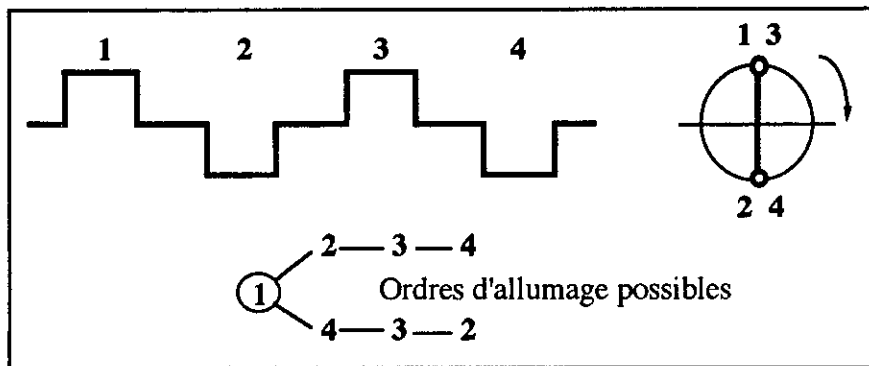 1 2 3 4
1 3
2 4
2 — 3 — 4
1 Ordres d'allumage possibles
4 — 3 — 2